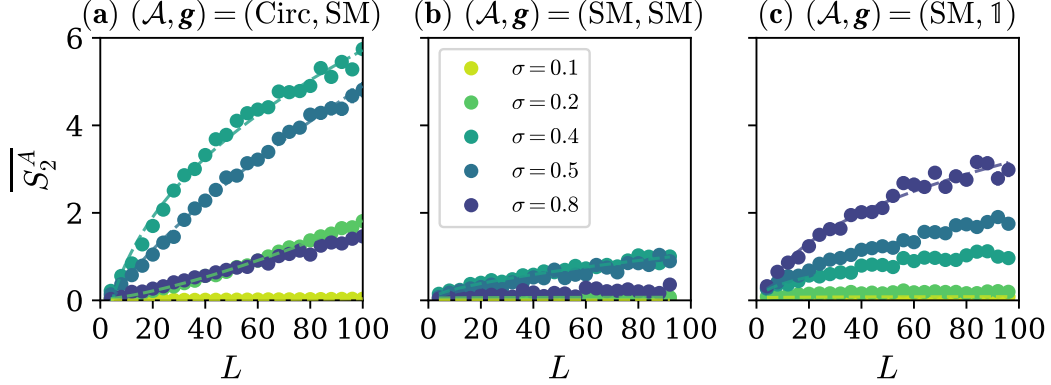 (a) (𝒜, g) = (Circ, SM)
(b) (𝒜, g) = (SM, SM)
(c) (𝒜, g) = (SM, 𝟙)
6
4
2
0
S₂ᴬ
0 20 40 60 80 100
L
σ = 0.1
σ = 0.2
σ = 0.4
σ = 0.5
σ = 0.8
0 20 40 60 80 100
L
0 20 40 60 80 100
L